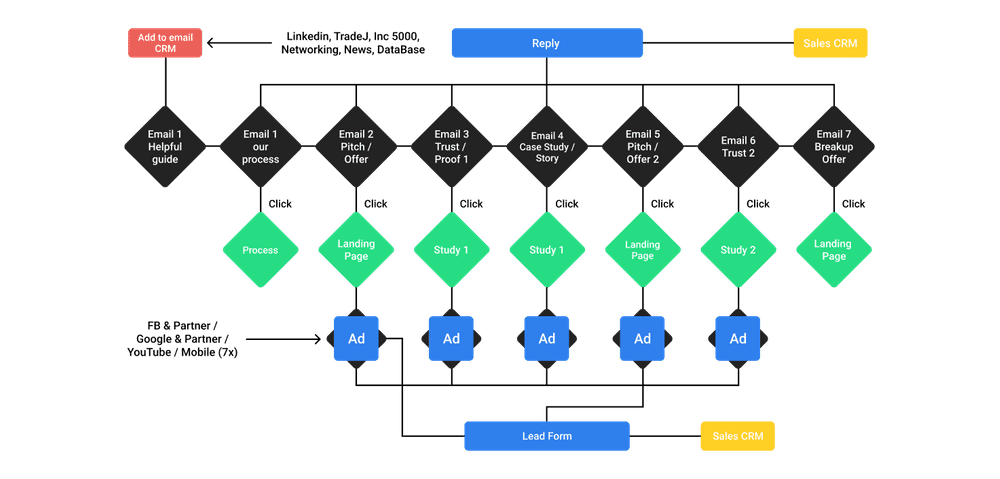 Add to email
CRM
Linkedin, TradeJ, Inc 5000,
Networking, News, DataBase
Reply
Sales CRM
Email 1
Helpful
guide
Email 1
our
process
Email 2
Pitch /
Offer
Email 3
Trust /
Proof 1
Email 4
Case Study /
Story
Email 5
Pitch /
Offer 2
Email 6
Trust 2
Email 7
Breakup
Offer
Click
Click
Click
Click
Click
Click
Click
Process
Landing
Page
Study 1
Study 1
Landing
Page
Study 2
Landing
Page
FB & Partner /
Google & Partner /
YouTube / Mobile (7x)
Ad
Ad
Ad
Ad
Ad
Lead Form
Sales CRM